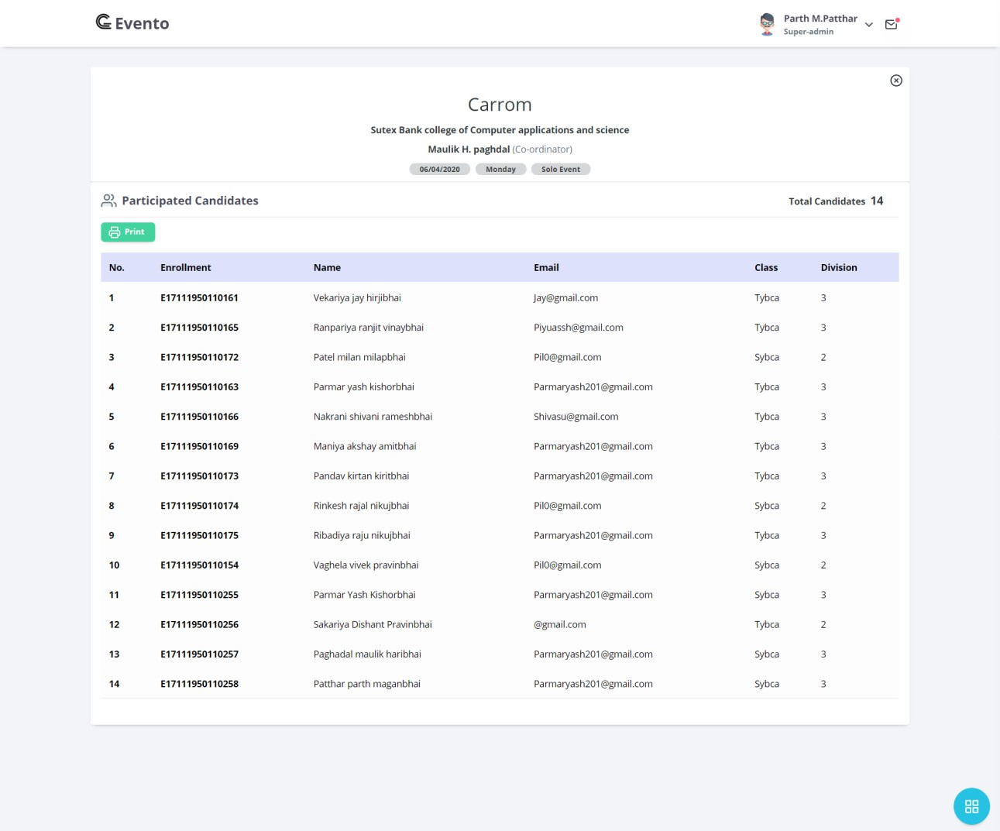 Evento
Parth M.Patthar
Super-admin
Carrom
Sutex Bank college of Computer applications and science
Maulik H. paghdal (Co-ordinator)
06/04/2020 Monday Solo Event
Participated Candidates Total Candidates 14
Print
No. Enrollment Name Email Class Division
1 E17111950110161 Vekariya jay hirjibhai Jay@gmail.com Tybca 3
2 E17111950110165 Ranpariya ranjit vinaybhai Piyuassh@gmail.com Tybca 3
3 E17111950110172 Patel milan milapbhai Pil0@gmail.com Sybca 2
4 E17111950110163 Parmar yash kishorbhai Parmaryash201@gmail.com Tybca 3
5 E17111950110166 Nakrani shivani rameshbhai Shivasu@gmail.com Tybca 3
6 E17111950110169 Maniya akshay amitbhai Parmaryash201@gmail.com Tybca 3
7 E17111950110173 Pandav kirtan kiritbhai Parmaryash201@gmail.com Tybca 3
8 E17111950110174 Rinkesh rajal nikujbhai Pil0@gmail.com Sybca 2
9 E17111950110175 Ribadiya raju nikujbhai Parmaryash201@gmail.com Tybca 3
10 E17111950110154 Vaghela vivek pravinbhai Pil0@gmail.com Sybca 2
11 E17111950110255 Parmar Yash Kishorbhai Parmaryash201@gmail.com Sybca 3
12 E17111950110256 Sakariya Dishant Pravinbhai @gmail.com Tybca 2
13 E17111950110257 Paghadal maulik haribhai Parmaryash201@gmail.com Sybca 3
14 E17111950110258 Patthar parth maganbhai Parmaryash201@gmail.com Sybca 3